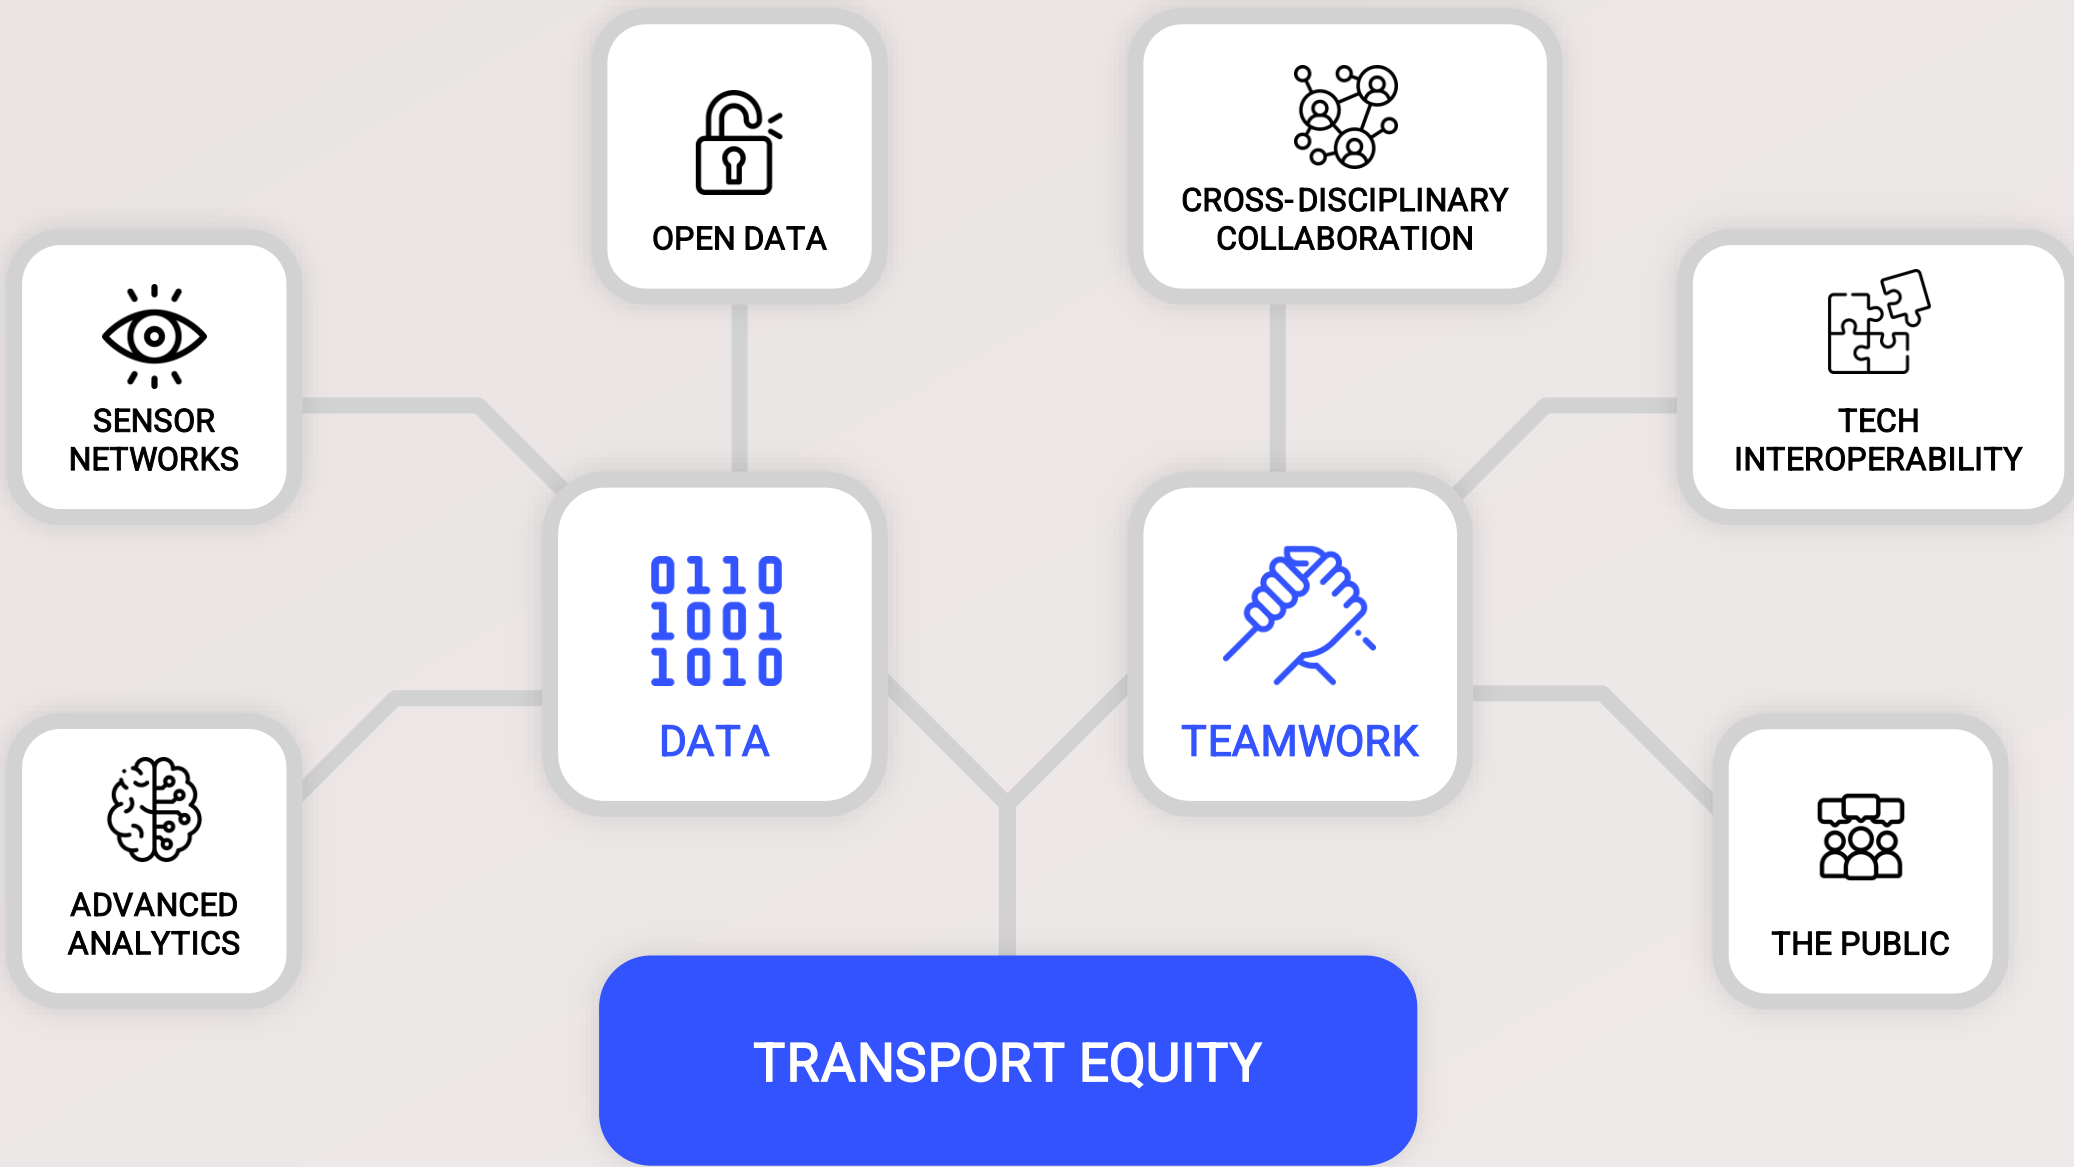 OPEN DATA
CROSS-DISCIPLINARY
COLLABORATION
SENSOR
NETWORKS
TECH
INTEROPERABILITY
0110
1001
1010
DATA
TEAMWORK
ADVANCED
ANALYTICS
THE PUBLIC
TRANSPORT EQUITY